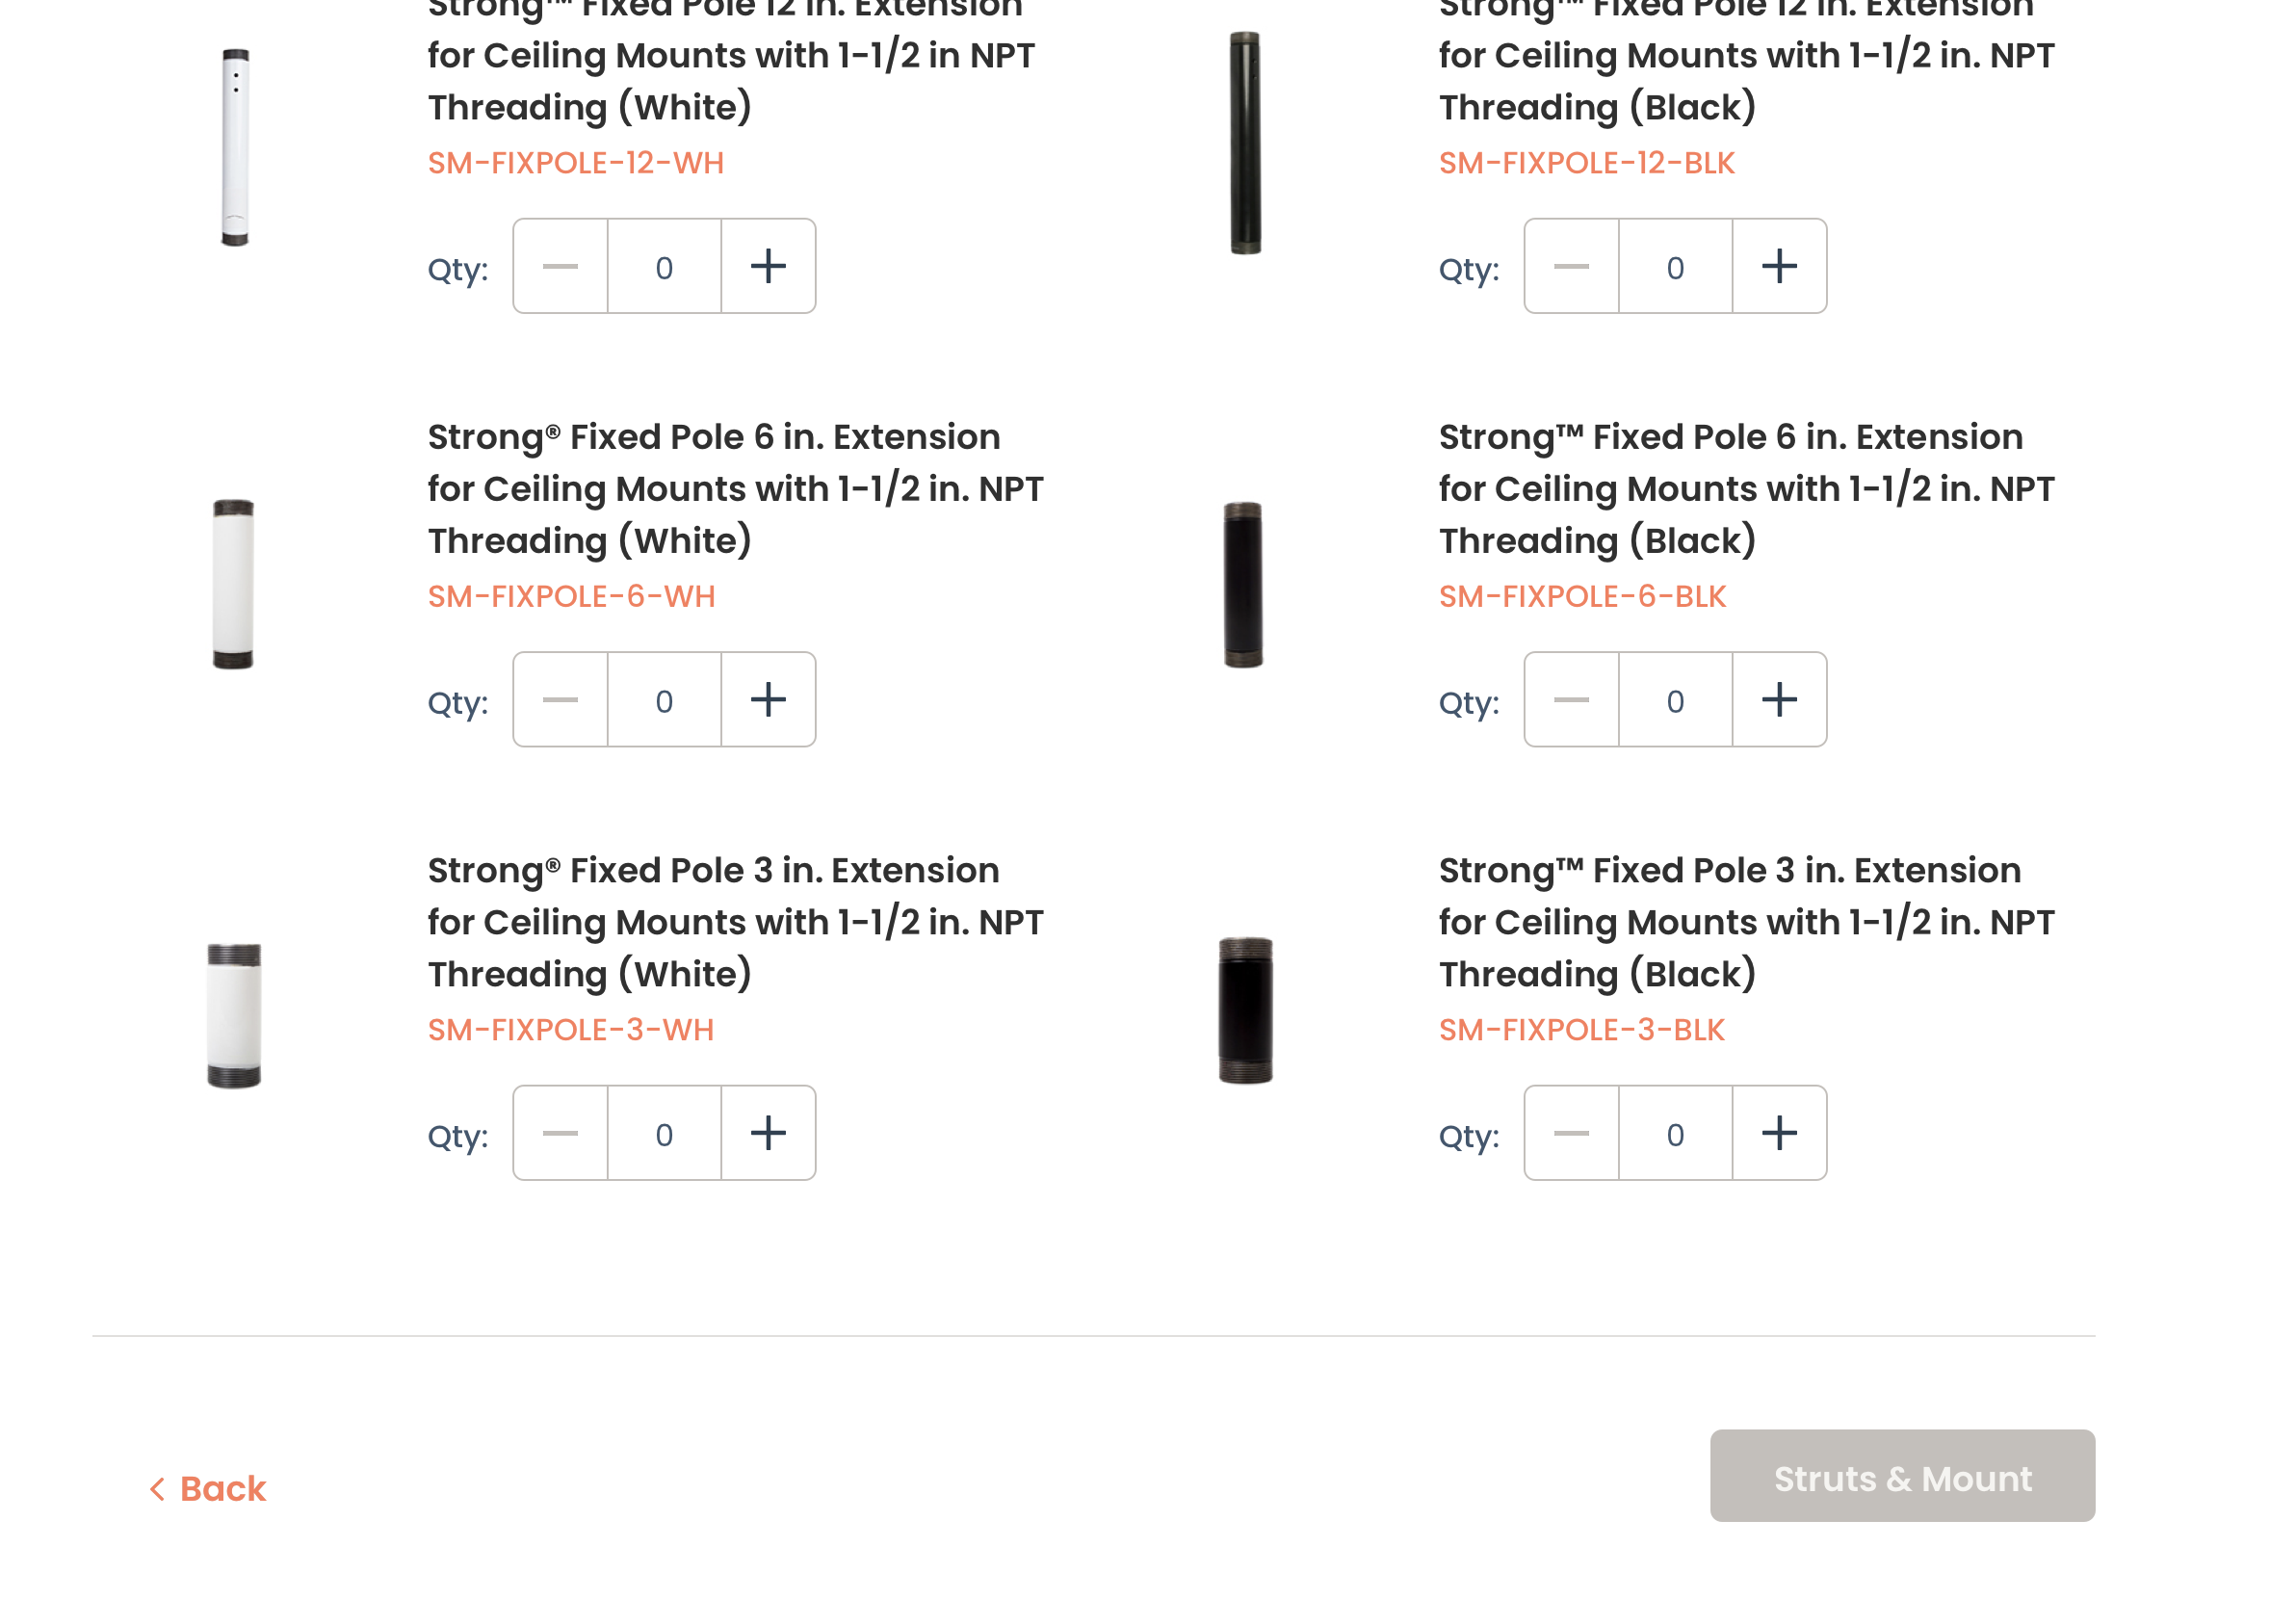 Strong™ Fixed Pole 12 in. Extension
for Ceiling Mounts with 1-1/2 in NPT
Threading (White)
SM-FIXPOLE-12-WH
Qty: 0
Strong™ Fixed Pole 12 in. Extension
for Ceiling Mounts with 1-1/2 in. NPT
Threading (Black)
SM-FIXPOLE-12-BLK
Qty: 0
Strong® Fixed Pole 6 in. Extension
for Ceiling Mounts with 1-1/2 in. NPT
Threading (White)
SM-FIXPOLE-6-WH
Qty: 0
Strong™ Fixed Pole 6 in. Extension
for Ceiling Mounts with 1-1/2 in. NPT
Threading (Black)
SM-FIXPOLE-6-BLK
Qty: 0
Strong® Fixed Pole 3 in. Extension
for Ceiling Mounts with 1-1/2 in. NPT
Threading (White)
SM-FIXPOLE-3-WH
Qty: 0
Strong™ Fixed Pole 3 in. Extension
for Ceiling Mounts with 1-1/2 in. NPT
Threading (Black)
SM-FIXPOLE-3-BLK
Qty: 0
Back
Struts & Mount